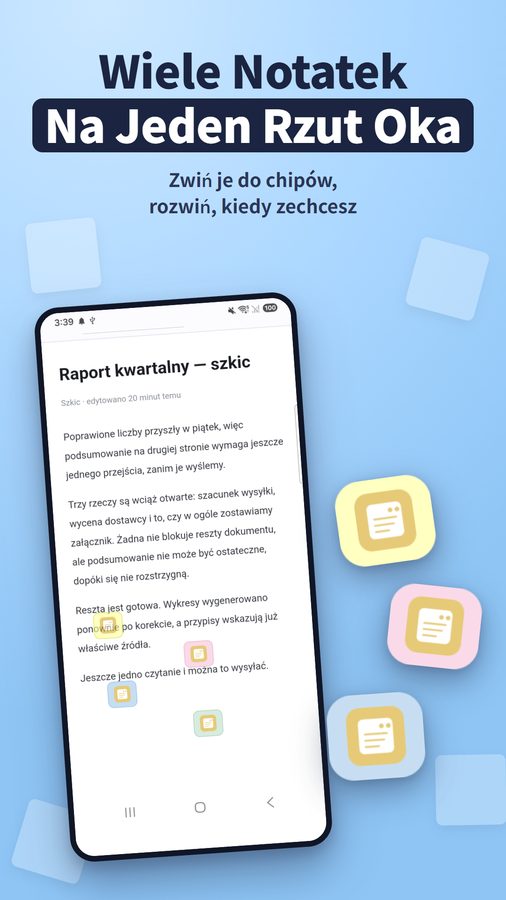 Wiele Notatek
Na Jeden Rzut Oka
Zwiń je do chipów,
rozwiń, kiedy zechcesz
3:39
100
Raport kwartalny — szkic
Szkic · edytowano 20 minut temu
Poprawione liczby przyszły w piątek, więc
podsumowanie na drugiej stronie wymaga jeszcze
jednego przejścia, zanim je wyślemy.
Trzy rzeczy są wciąż otwarte: szacunek wysyłki,
wycena dostawcy i to, czy w ogóle zostawiamy
załącznik. Żadna nie blokuje reszty dokumentu,
ale podsumowanie nie może być ostateczne,
dopóki się nie rozstrzygną.
Reszta jest gotowa. Wykresy wygenerowano
ponownie po korekcie, a przypisy wskazują już
właściwe źródła.
Jeszcze jedno czytanie i można to wysyłać.